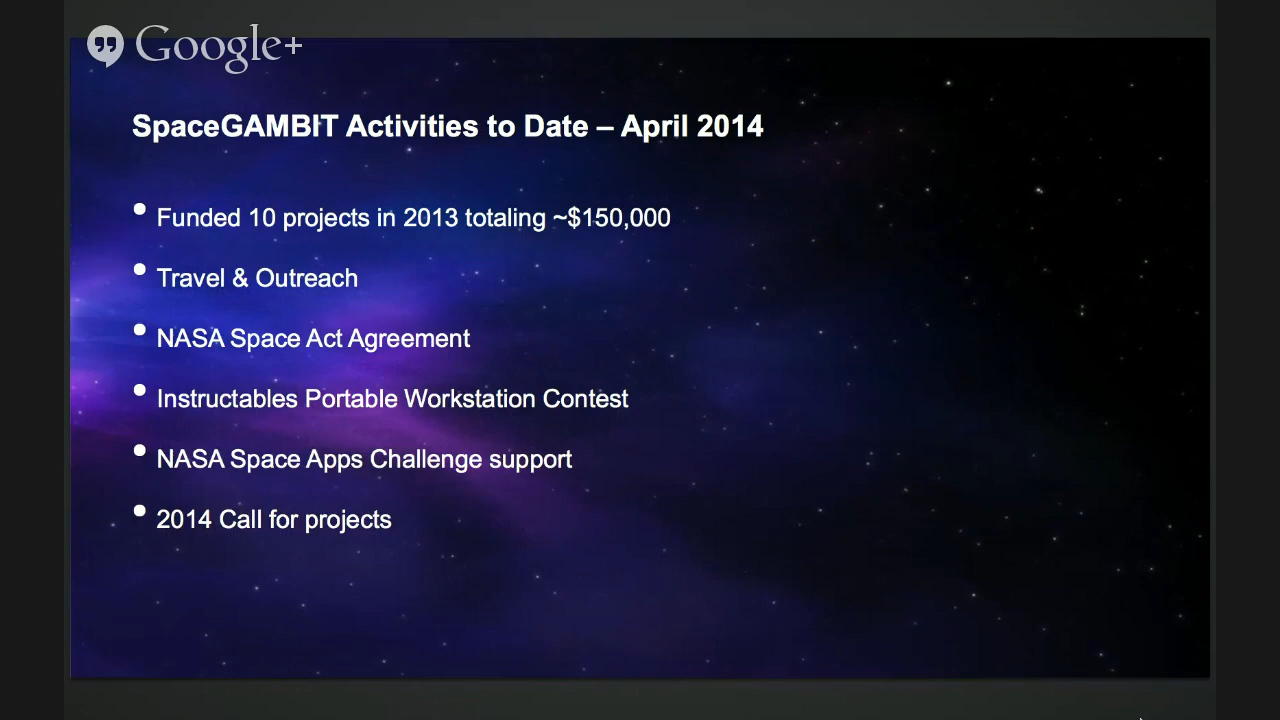 Google+
SpaceGAMBIT Activities to Date – April 2014
• Funded 10 projects in 2013 totaling ~$150,000
• Travel & Outreach
• NASA Space Act Agreement
• Instructables Portable Workstation Contest
• NASA Space Apps Challenge support
• 2014 Call for projects